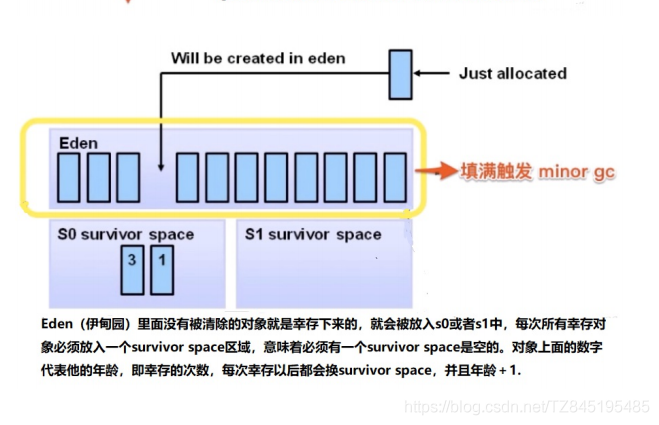 Will be created in eden
Just allocated
Eden
填满触发 minor gc
S0 survivor space
S1 survivor space
3
1
Eden（伊甸园）里面没有被清除的对象就是幸存下来的，就会被放入s0或者s1中，每次所有幸存对
象必须放入一个survivor space区域，意味着必须有一个survivor space是空的。对象上面的数字
代表他的年龄，即幸存的次数，每次幸存以后都会换survivor space，并且年龄＋1.
https://blog.csdn.net/TZ845195485